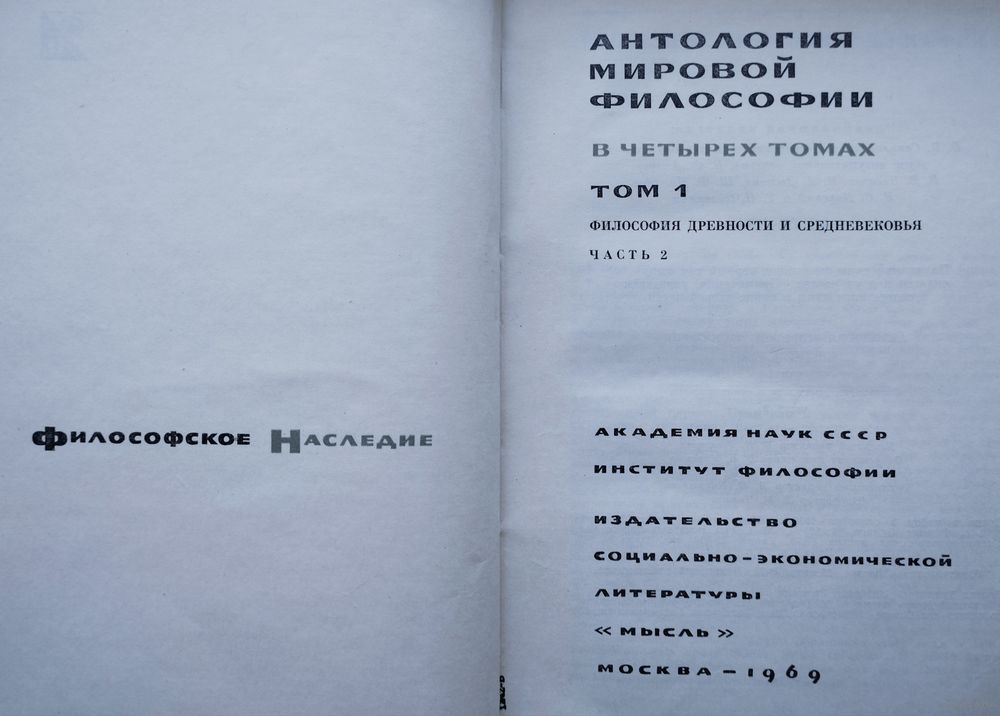 Философское Наследие
АНТОЛОГИЯ
МИРОВОЙ
ФИЛОСОФИИ
В ЧЕТЫРЕХ ТОМАХ
ТОМ 1
ФИЛОСОФИЯ ДРЕВНОСТИ И СРЕДНЕВЕКОВЬЯ
ЧАСТЬ 2
АКАДЕМИЯ НАУК СССР
ИНСТИТУТ ФИЛОСОФИИ
ИЗДАТЕЛЬСТВО
СОЦИАЛЬНО-ЭКОНОМИЧЕСКОЙ
ЛИТЕРАТУРЫ
«МЫСЛЬ»
МОСКВА — 1969